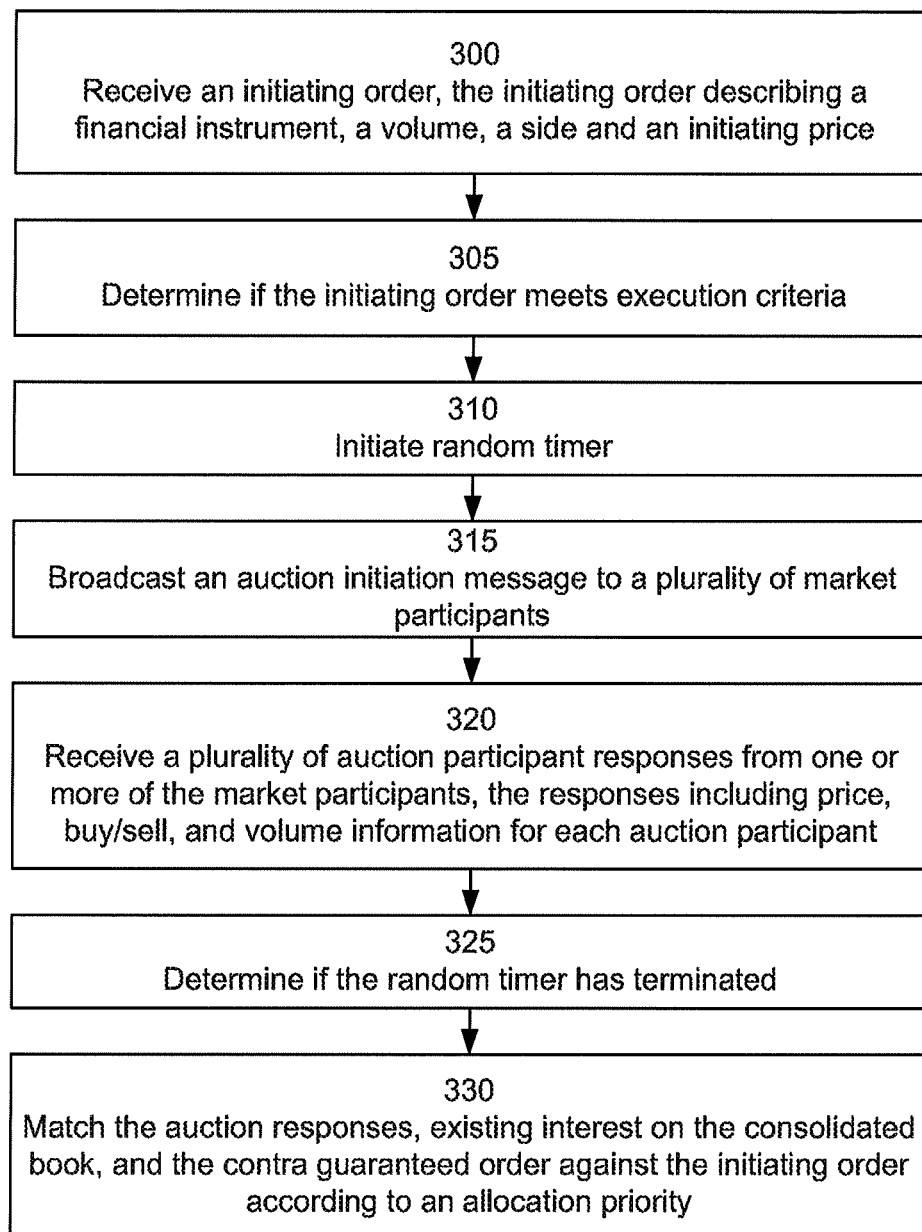 300
Receive an initiating order, the initiating order describing a
financial instrument, a volume, a side and an initiating price
305
Determine if the initiating order meets execution criteria
310
Initiate random timer
315
Broadcast an auction initiation message to a plurality of market
participants
320
Receive a plurality of auction participant responses from one or
more of the market participants, the responses including price,
buy/sell, and volume information for each auction participant
325
Determine if the random timer has terminated
330
Match the auction responses, existing interest on the consolidated
book, and the contra guaranteed order against the initiating order
according to an allocation priority